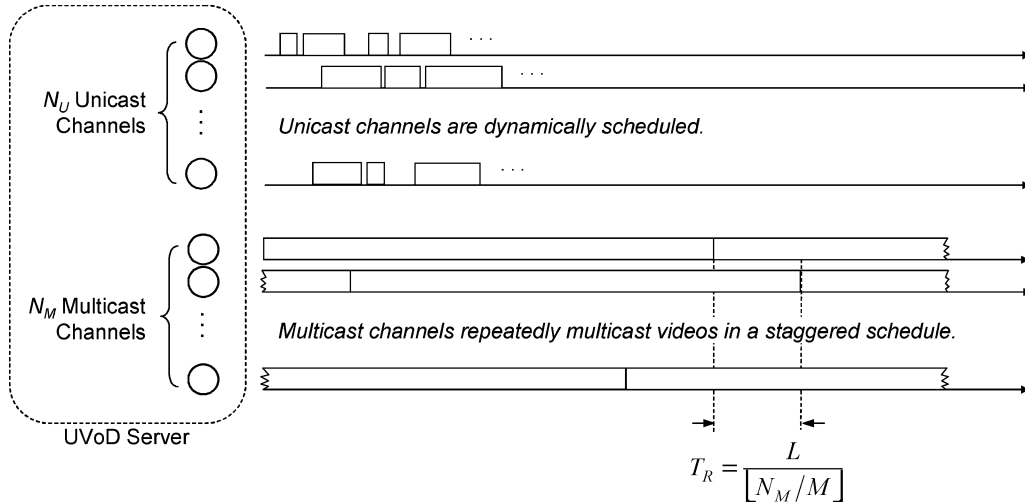 . . .
. . .
N_U Unicast
Channels
Unicast channels are dynamically scheduled.
. . .
N_M Multicast
Channels
Multicast channels repeatedly multicast videos in a staggered schedule.
UVoD Server
T_R = L / ⌊N_M/M⌋